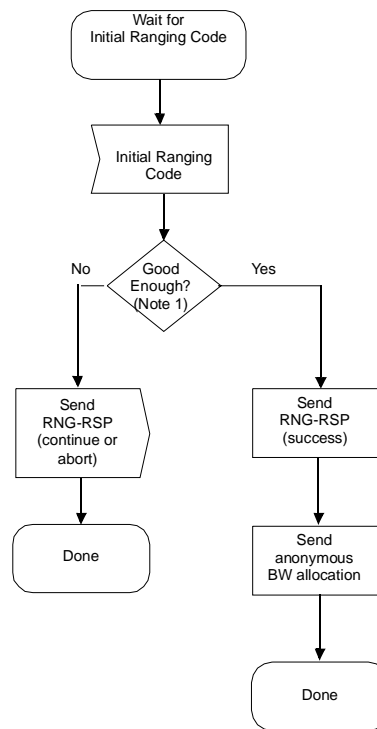 Wait for
Initial Ranging Code
Initial Ranging
Code
No
Good
Enough?
(Note 1)
Yes
Send
RNG-RSP
(continue or
abort)
Send
RNG-RSP
(success)
Done
Send
anonymous
BW allocation
Done